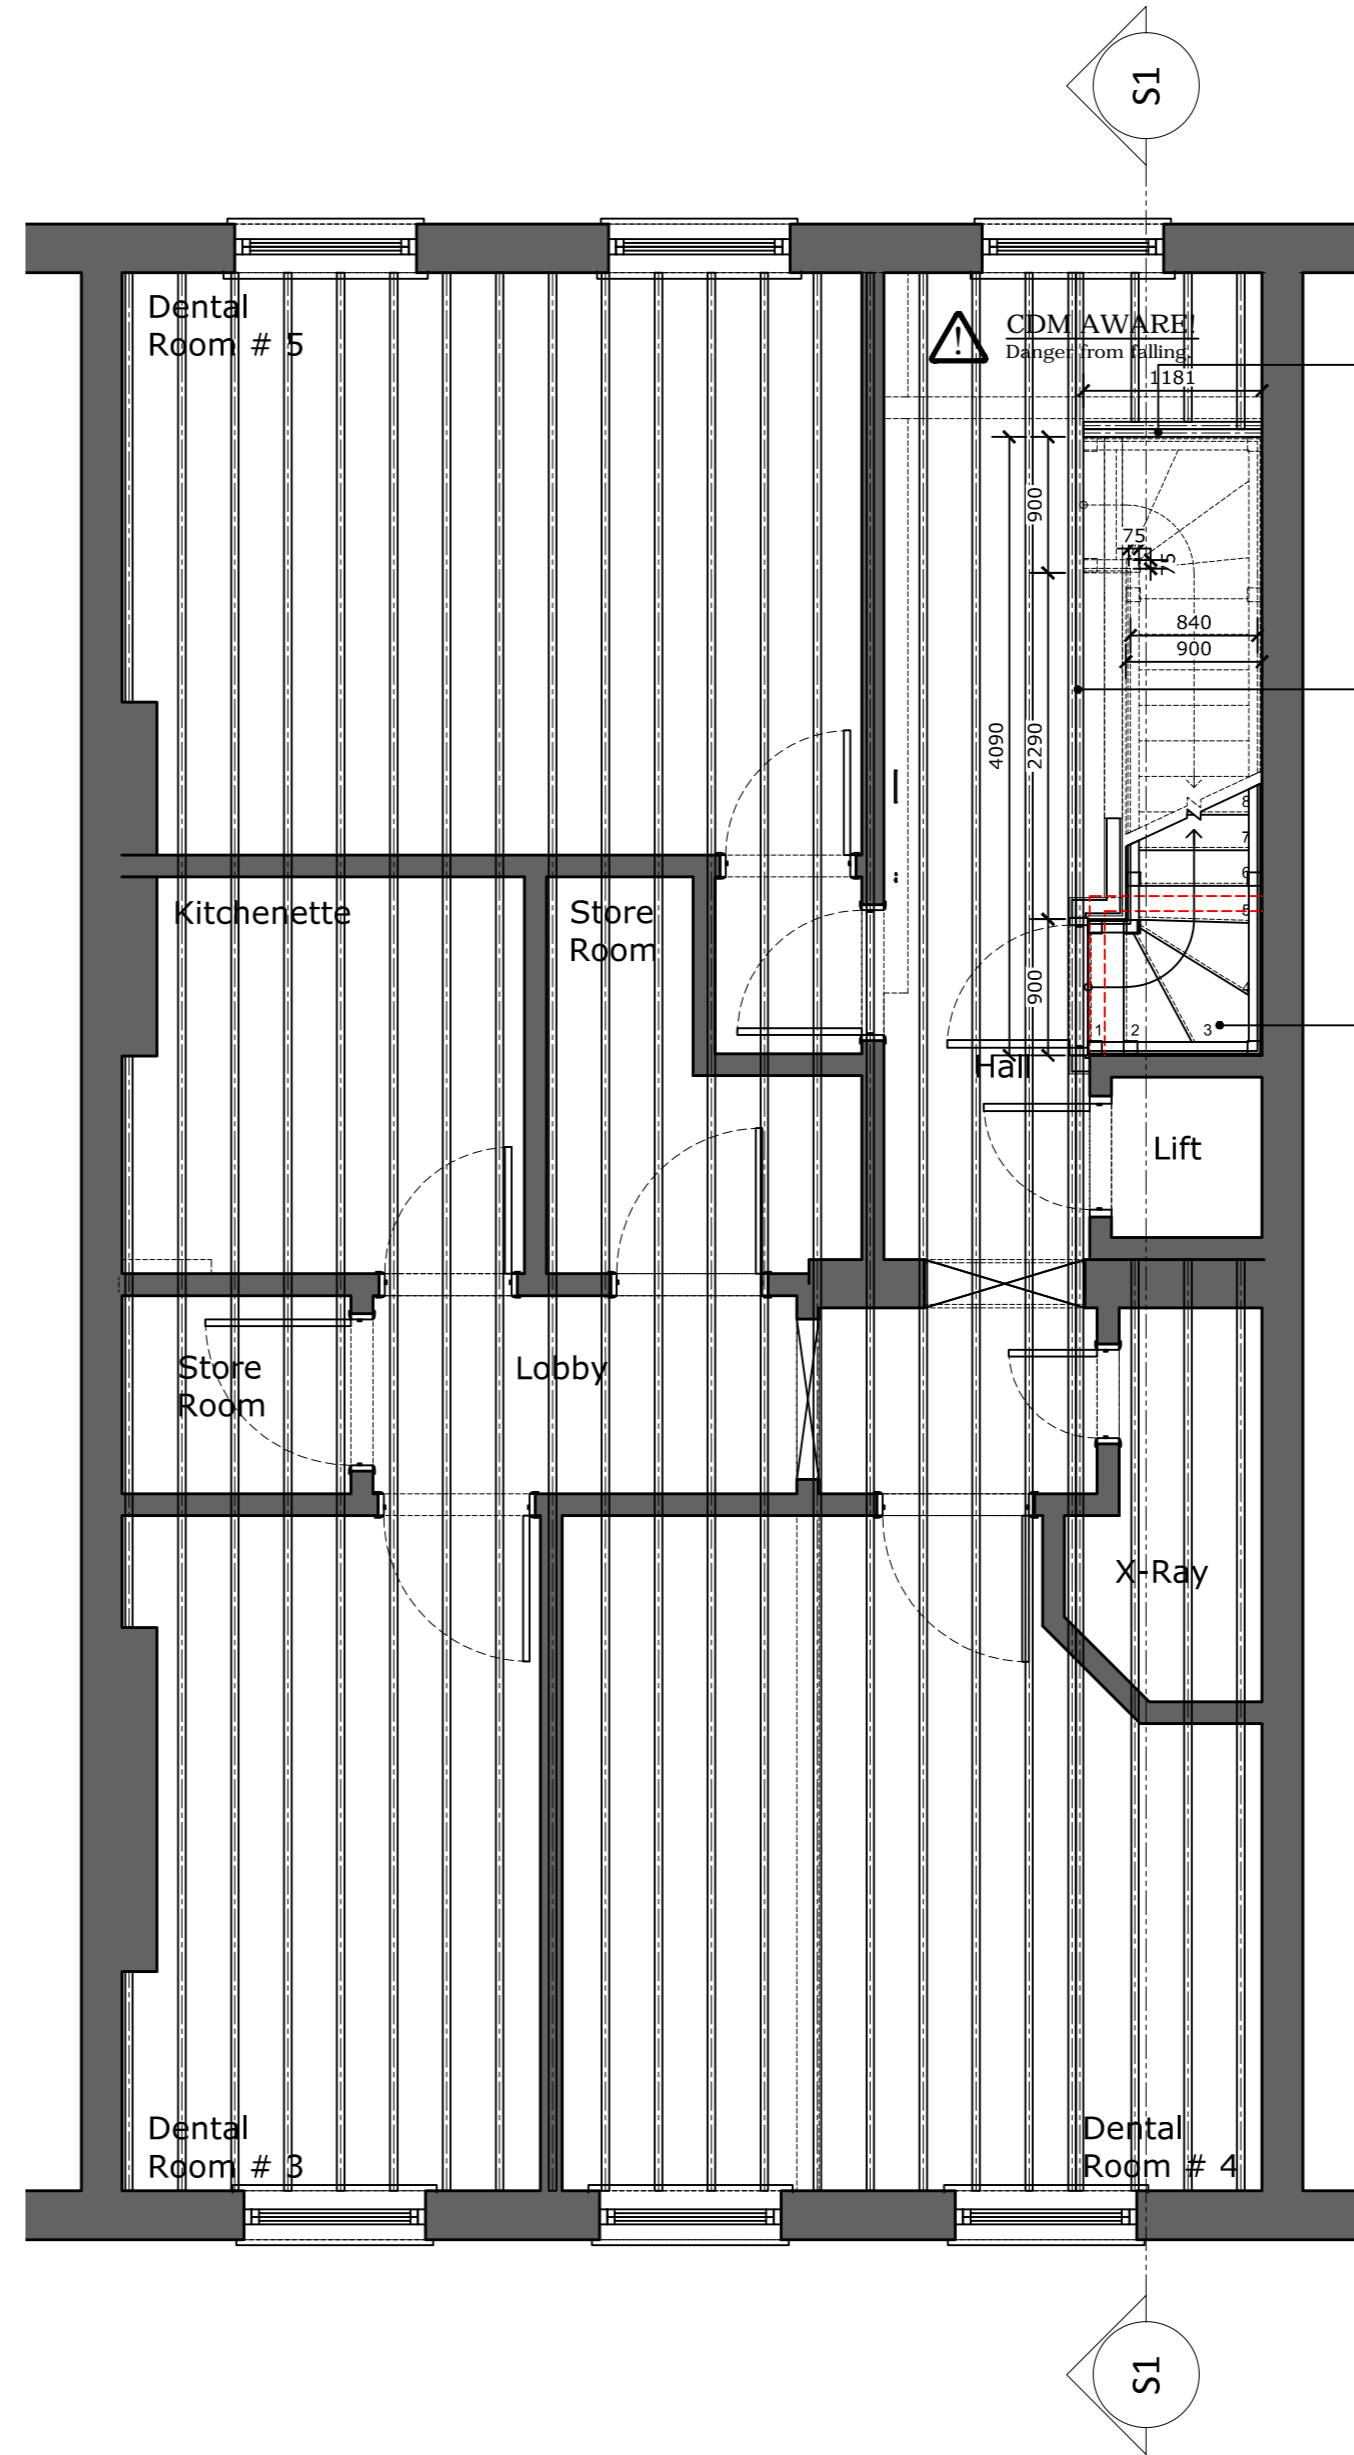 S1
Dental
Room # 5
CDM AWARE!
Danger from falling.
1181
900
75
75
840
900
4090
2290
8
7
6
5
Kitchenette
Store
Room
900
4
1
2
3
Hall
Lift
Store
Room
Lobby
X-Ray
Dental
Room # 3
Dental
Room # 4
S1